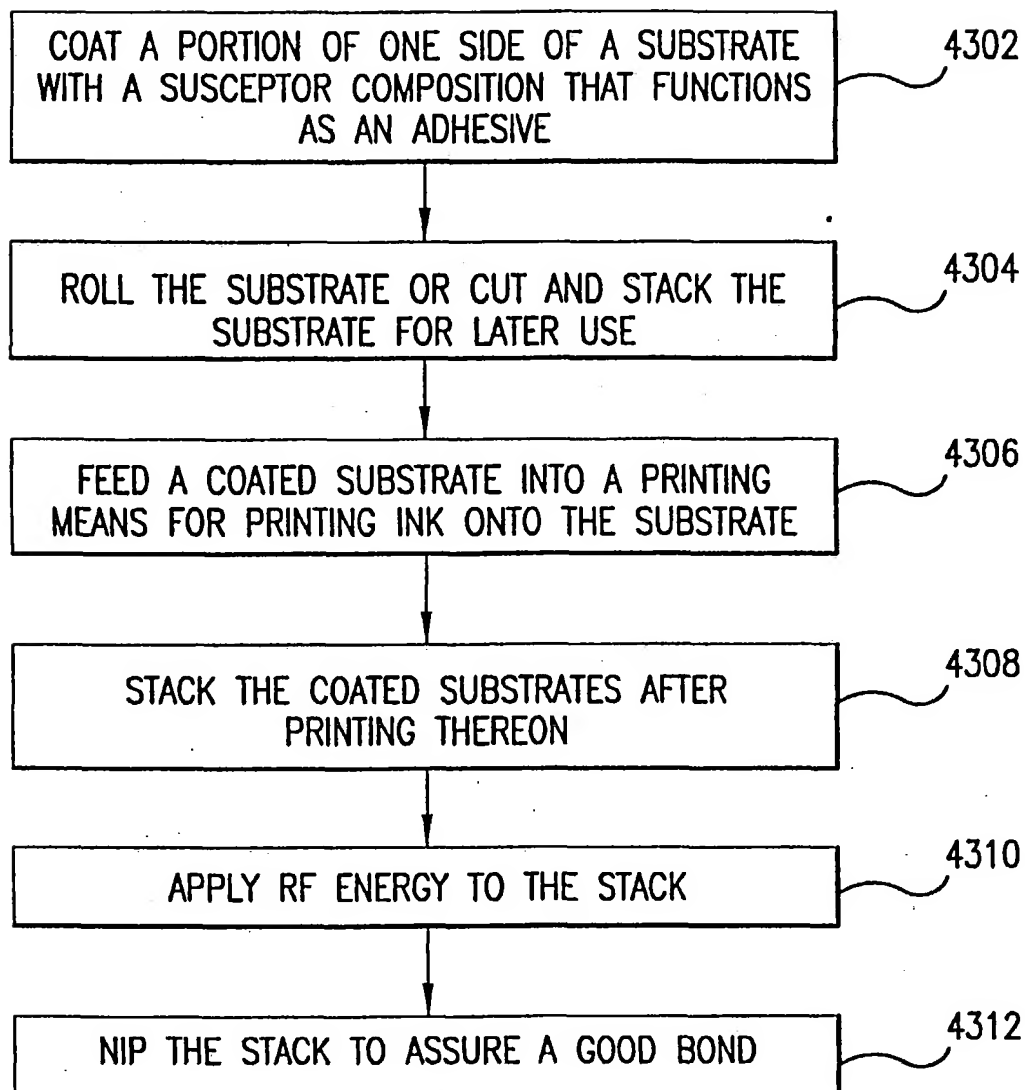 COAT A PORTION OF ONE SIDE OF A SUBSTRATE
WITH A SUSCEPTOR COMPOSITION THAT FUNCTIONS
AS AN ADHESIVE
4302
ROLL THE SUBSTRATE OR CUT AND STACK THE
SUBSTRATE FOR LATER USE
4304
FEED A COATED SUBSTRATE INTO A PRINTING
MEANS FOR PRINTING INK ONTO THE SUBSTRATE
4306
STACK THE COATED SUBSTRATES AFTER
PRINTING THEREON
4308
APPLY RF ENERGY TO THE STACK
4310
NIP THE STACK TO ASSURE A GOOD BOND
4312